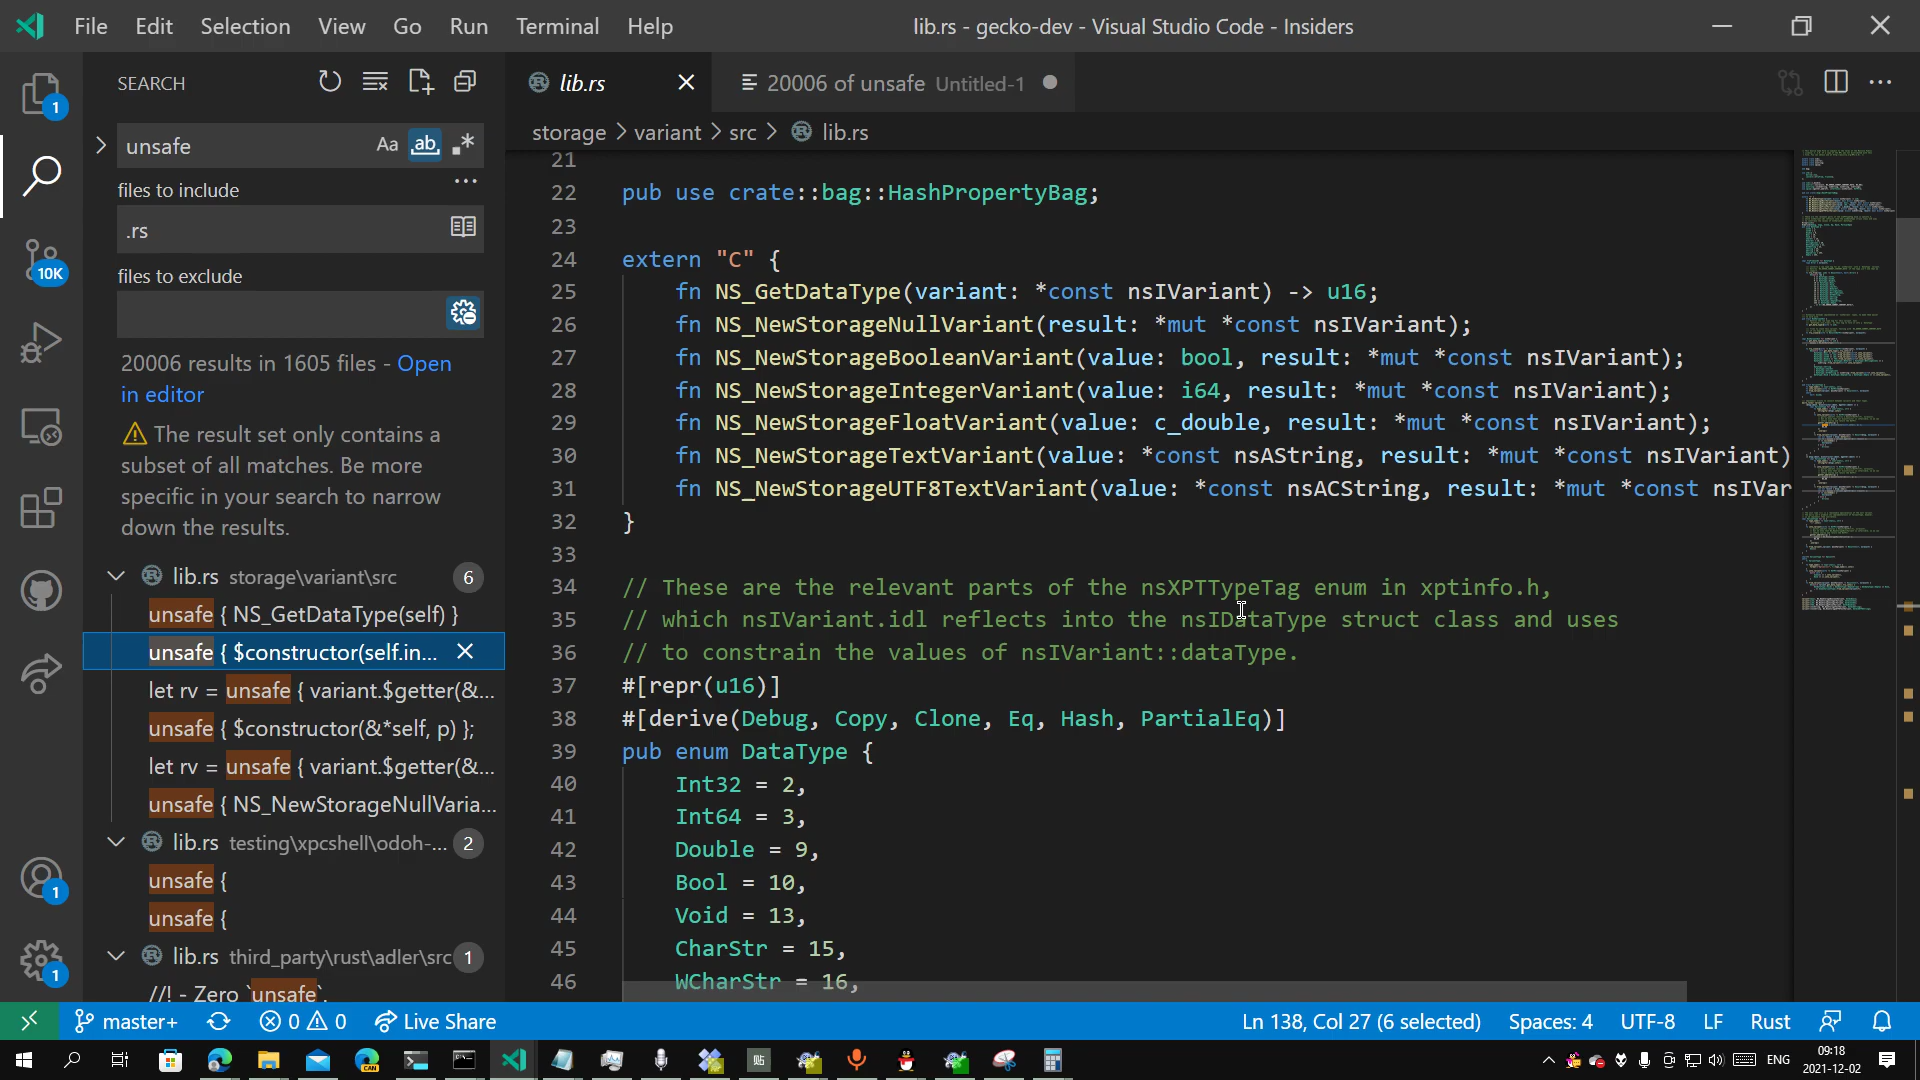 File Edit Selection View Go Run Terminal Help
lib.rs - gecko-dev - Visual Studio Code - Insiders
SEARCH
lib.rs
20006 of unsafe Untitled-1
unsafe
Aa ab .*
storage > variant > src > lib.rs
files to include
...
.rs
files to exclude
20006 results in 1605 files - Open
in editor
The result set only contains a
subset of all matches. Be more
specific in your search to narrow
down the results.
lib.rs storage\variant\src 6
unsafe { NS_GetDataType(self) }
unsafe { $constructor(self.in...
let rv = unsafe { variant.$getter(&...
unsafe { $constructor(&*self, p) };
let rv = unsafe { variant.$getter(&...
unsafe { NS_NewStorageNullVaria...
lib.rs testing\xpcshell\odoh-... 2
unsafe {
unsafe {
lib.rs third_party\rust\adler\src 1
//! - Zero `unsafe`.
1
10K
1
1
21
22 pub use crate::bag::HashPropertyBag;
23
24 extern "C" {
25 fn NS_GetDataType(variant: *const nsIVariant) -> u16;
26 fn NS_NewStorageNullVariant(result: *mut *const nsIVariant);
27 fn NS_NewStorageBooleanVariant(value: bool, result: *mut *const nsIVariant);
28 fn NS_NewStorageIntegerVariant(value: i64, result: *mut *const nsIVariant);
29 fn NS_NewStorageFloatVariant(value: c_double, result: *mut *const nsIVariant);
30 fn NS_NewStorageTextVariant(value: *const nsAString, result: *mut *const nsIVariant)
31 fn NS_NewStorageUTF8TextVariant(value: *const nsACString, result: *mut *const nsIVar
32 }
33
34 // These are the relevant parts of the nsXPTTypeTag enum in xptinfo.h,
35 // which nsIVariant.idl reflects into the nsIDataType struct class and uses
36 // to constrain the values of nsIVariant::dataType.
37 #[repr(u16)]
38 #[derive(Debug, Copy, Clone, Eq, Hash, PartialEq)]
39 pub enum DataType {
40 Int32 = 2,
41 Int64 = 3,
42 Double = 9,
43 Bool = 10,
44 Void = 13,
45 CharStr = 15,
46 WCharStr = 16,
master+ 0 0 Live Share
Ln 138, Col 27 (6 selected) Spaces: 4 UTF-8 LF Rust
CAN
ENG
09:18
2021-12-02